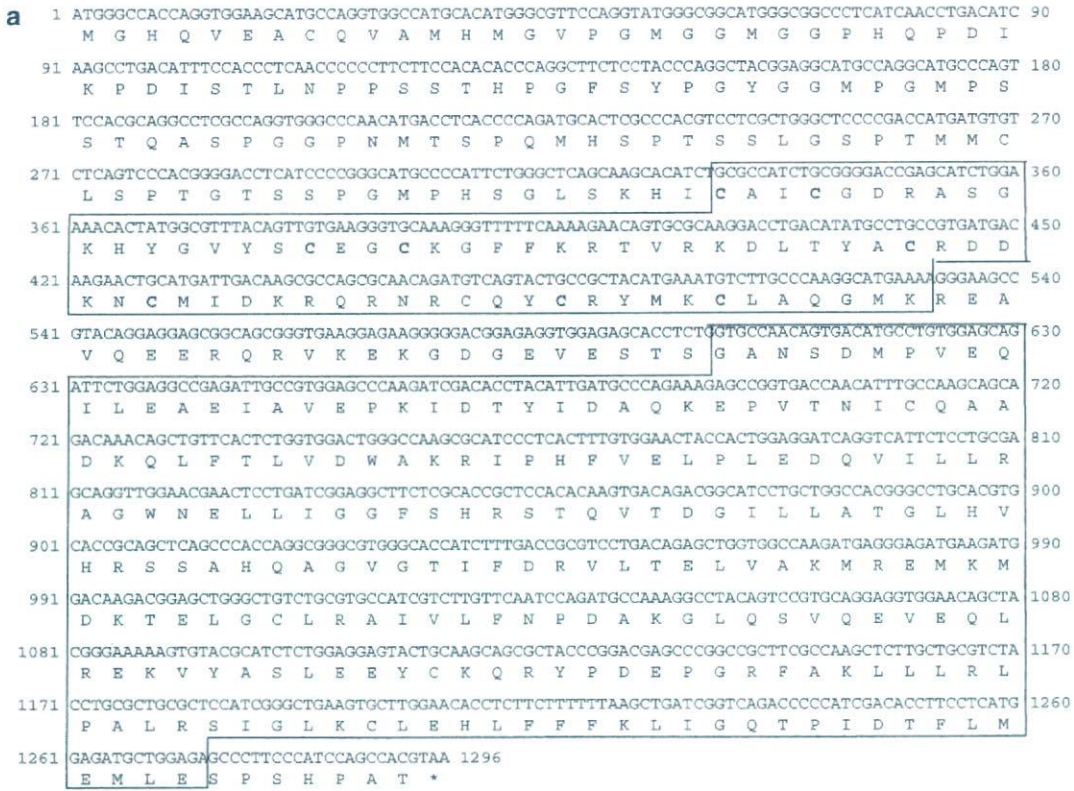 a
1 ATGGGCCACCAGGTGGAAGCATGCCAGGTGGCCATGCACATGGGCGTTCCAGGTATGGGCGGCATGGGCGGCCCTCATCAACCTGACATC 90
M G H Q V E A C Q V A M H M G V P G M G G M G G P H Q P D I
91 AAGCCTGACATTTCCACCCTCAACCCCCCTTCTTCCACACACCCAGGCTTCTCCTACCCAGGCTACGGAGGCATGCCAGGCATGCCCAGT 180
K P D I S T L N P P S S T H P G F S Y P G Y G G M P G M P S
181 TCCACGCAGGCCTCGCCAGGTGGGCCCAACATGACCTCACCCCAGATGCACTCGCCCACGTCCTCGCTGGGCTCCCCGACCATGATGTGT 270
S T Q A S P G G P N M T S P Q M H S P T S S L G S P T M M C
271 CTCAGTCCCACGGGGACCTCATCCCCGGGCATGCCCCATTCTGGGCTCAGCAAGCACATCTGCGCCATCTGCGGGGACCGAGCATCTGGA 360
L S P T G T S S P G M P H S G L S K H I C A I C G D R A S G
361 AAACACTATGGCGTTTACAGTTGTGAAGGGTGCAAAGGGTTTTTCAAAAGAACAGTGCGCAAGGACCTGACATATGCCTGCCGTGATGAC 450
K H Y G V Y S C E G C K G F F K R T V R K D L T Y A C R D D
421 AAGAACTGCATGATTGACAAGCGCCAGCGCAACAGATGTCAGTACTGCCGCTACATGAAATGTCTTGCCCAAGGCATGAAAAGGGAAGCC 540
K N C M I D K R Q R N R C Q Y C R Y M K C L A Q G M K R E A
541 GTACAGGAGGAGCGGCAGCGGGTGAAGGAGAAGGGGGACGGAGAGGTGGAGAGCACCTCTGGTGCCAACAGTGACATGCCTGTGGAGCAG 630
V Q E E R Q R V K E K G D G E V E S T S G A N S D M P V E Q
631 ATTCTGGAGGCCGAGATTGCCGTGGAGCCCAAGATCGACACCTACATTGATGCCCAGAAAGAGCCGGTGACCAACATTTGCCAAGCAGCA 720
I L E A E I A V E P K I D T Y I D A Q K E P V T N I C Q A A
721 GACAAACAGCTGTTCACTCTGGTGGACTGGGCCAAGCGCATCCCTCACTTTGTGGAACTACCACTGGAGGATCAGGTCATTCTCCTGCGA 810
D K Q L F T L V D W A K R I P H F V E L P L E D Q V I L L R
811 GCAGGTTGGAACGAACTCCTGATCGGAGGCTTCTCGCACCGCTCCACACAAGTGACAGACGGCATCCTGCTGGCCACGGGCCTGCACGTG 900
A G W N E L L I G G F S H R S T Q V T D G I L L A T G L H V
901 CACCGCAGCTCAGCCCACCAGGCGGGCGTGGGCACCATCTTTGACCGCGTCCTGACAGAGCTGGTGGCCAAGATGAGGGAGATGAAGATG 990
H R S S A H Q A G V G T I F D R V L T E L V A K M R E M K M
991 GACAAGACGGAGCTGGGCTGTCTGCGTGCCATCGTCTTGTTCAATCCAGATGCCAAAGGCCTACAGTCCGTGCAGGAGGTGGAACAGCTA 1080
D K T E L G C L R A I V L F N P D A K G L Q S V Q E V E Q L
1081 CGGGAAAAAGTGTACGCATCTCTGGAGGAGTACTGCAAGCAGCGCTACCCGGACGAGCCCGGCCGCTTCGCCAAGCTCTTGCTGCGTCTA 1170
R E K V Y A S L E E Y C K Q R Y P D E P G R F A K L L L R L
1171 CCTGCGCTGCGCTCCATCGGGCTGAAGTGCTTGGAACACCTCTTCTTTTTTAAGCTGATCGGTCAGACCCCCATCGACACCTTCCTCATG 1260
P A L R S I G L K C L E H L F F F K L I G Q T P I D T F L M
1261 GAGATGCTGGAGAGCCCTTCCCATCCAGCCACGTAA 1296
E M L E S P S H P A T *